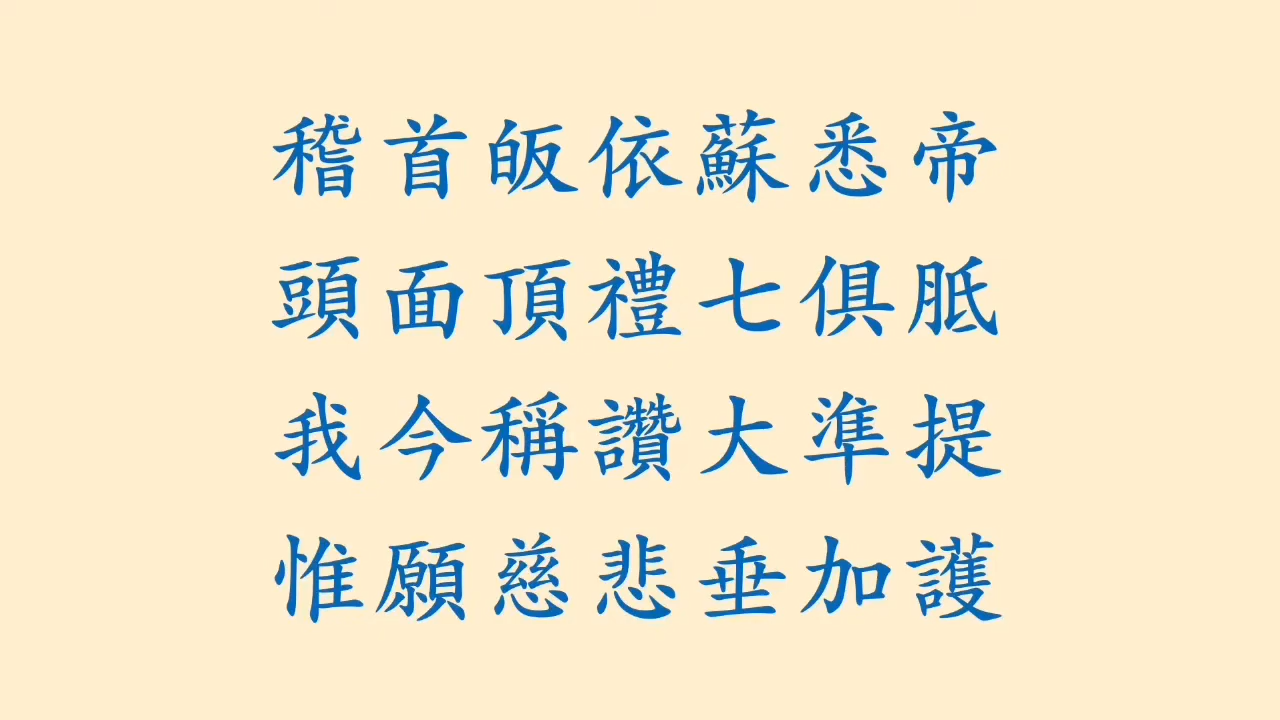 稽首皈依蘇悉帝
頭面頂禮七俱胝
我今稱讚大準提
惟願慈悲垂加護